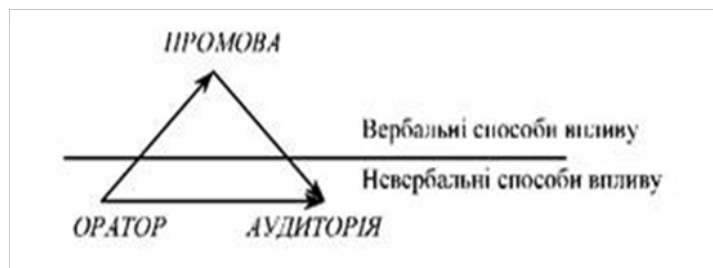 ПРОМОВА
Вербальні способи впливу
Невербальні способи впливу
ОРАТОР
АУДИТОРІЯ